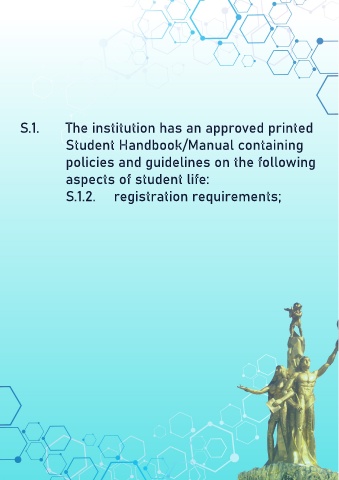 S.1. The institution has an approved printed
Student Handbook/Manual containing
policies and guidelines on the following
aspects of student life:
S.1.2. registration requirements;